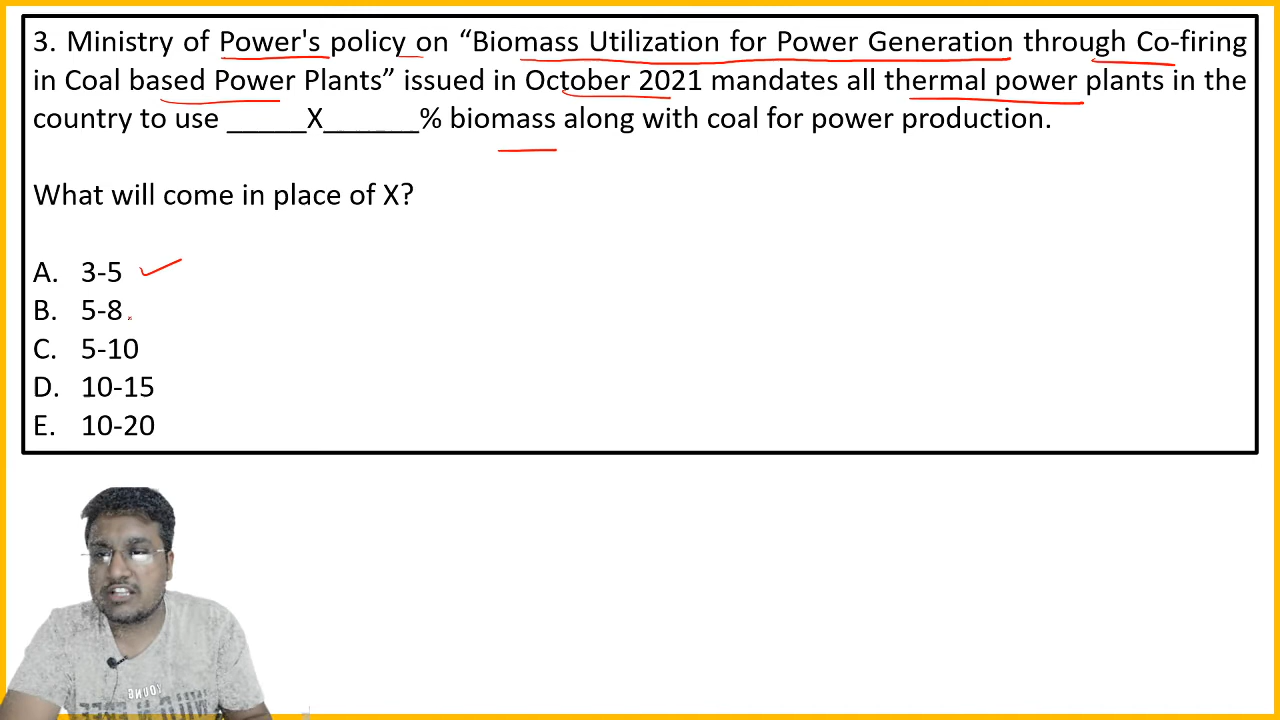 3. Ministry of Power's policy on “Biomass Utilization for Power Generation through Co-firing
in Coal based Power Plants” issued in October 2021 mandates all thermal power plants in the
country to use ______X_______% biomass along with coal for power production.
What will come in place of X?
A. 3-5
B. 5-8
C. 5-10
D. 10-15
E. 10-20
YOUNG